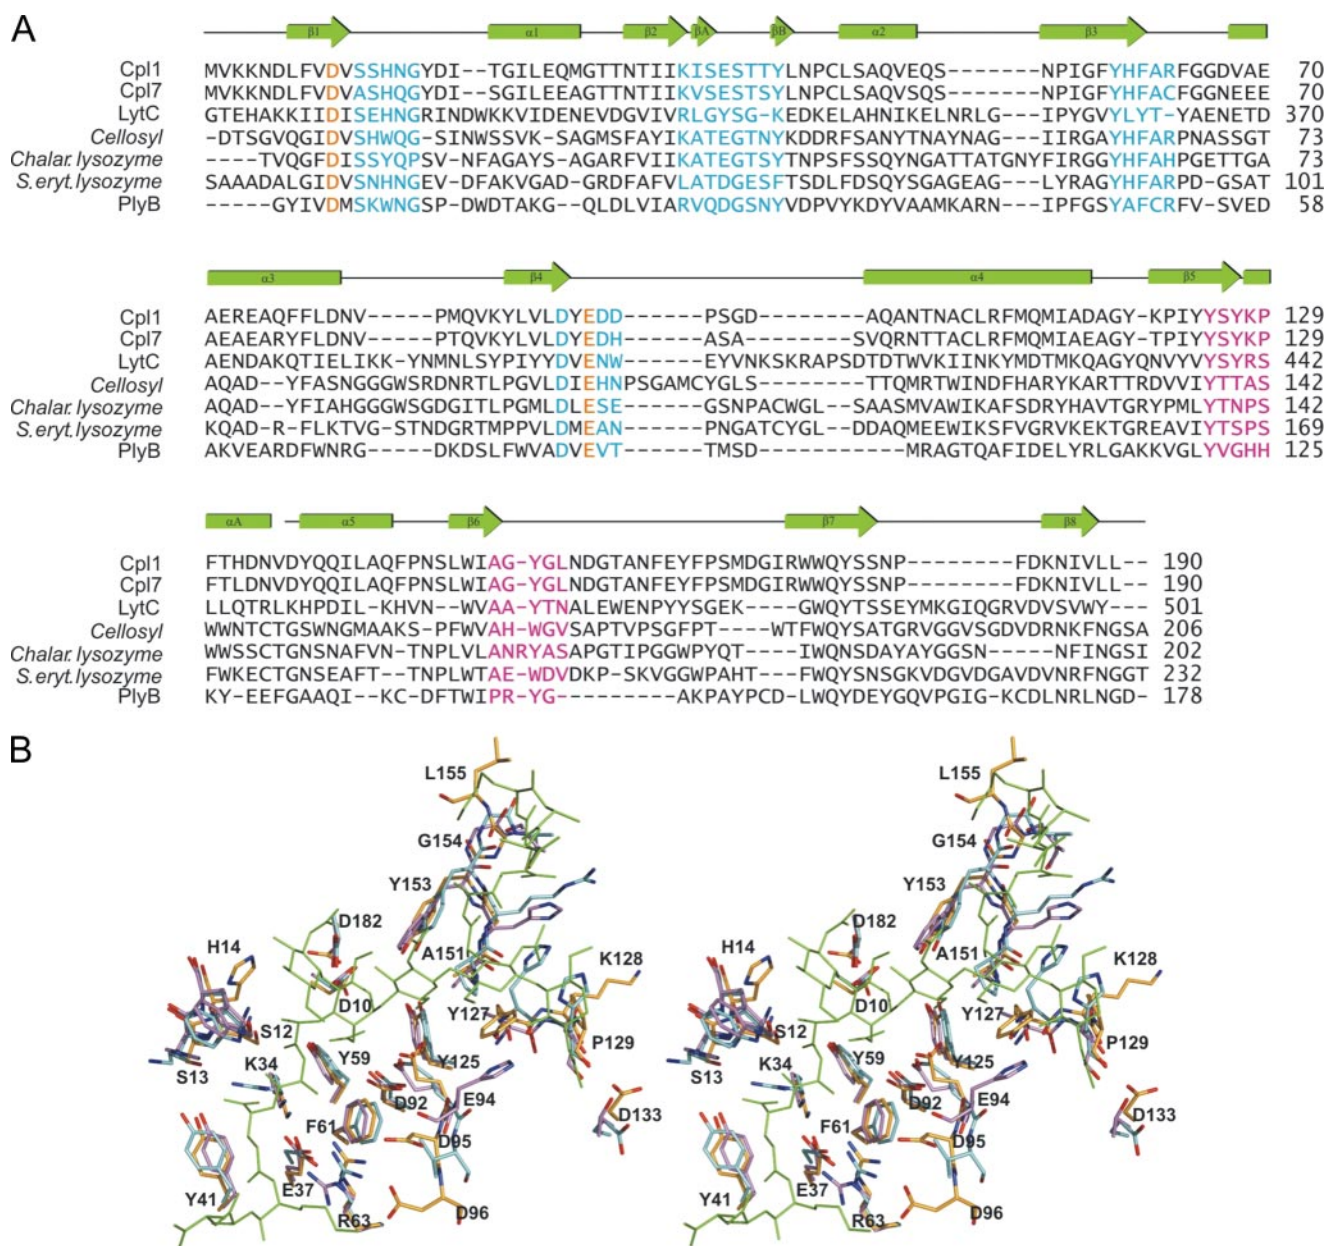 A
β1 α1 β2 βA βB α2 β3
Cpl1 MVKKNDLFVDVSSHNGYDI--TGILEQMGTTNTIIKISESTTYLNPCLSAQVEQS-------NPIGFYHFARFGGDVAE 70
Cpl7 MVKKNDLFVDVASHQGYDI--SGILEEAGTTNTIIKVSESTSYLNPCLSAQVSQS-------NPIGFYHFACFGGNEEE 70
LytC GTEHAKKIIDISEHNGRINDWKKVIDENEVDGVIVRLGYSG-KEDKELAHNIKELNRLG---IPYGVYLYT-YAENETD 370
Cellosyl -DTSGVQGIDVSHWQG-SINWSSVK-SAGMSFAYIKATEGTNYKDDRFSANYTNAYNAG---IIRGAYHFARPNASSGT 73
Chalar. lysozyme ----TVQGFDISSYQPSV-NFAGAYS-AGARFVIIKATEGTSYTNPSFSSQYNGATTATGNYFIRGGYHFAHPGETTGA 73
S.eryt. lysozyme SAAADALGIDVSNHNGEV-DFAKVGAD-GRDFAFVLATDGESFTSDLFDSQYSGAGEAG---LYRAGYHFARPD-GSAT 101
PlyB -----GYIVDMSKWNGSP-DWDTAKG--QLDLVIARVQDGSNYVDPVYKDYVAAMKARN---IPFGSYAFCRFV-SVED 58
α3 β4 α4 β5
Cpl1 AEREAQFFLDNV-----PMQVKYLVLDYEDD------PSGD--------AQANTNACLRFMQMIADAGY-KPIYYSYKP 129
Cpl7 AEAEARYFLDNV-----PTQVKYLVLDYEDH------ASA---------SVQRNTTACLRFMQMIAEAGY-TPIYYSYKP 129
LytC AENDAKQTIELIKK-YNMNLSYPIYYDVENW------EYVNKSKRAPSDTDTWVKIINKYMDTMKQAGYQNVYVYSYRS 442
Cellosyl AQAD--YFASNGGGWSRDNRTLPGVLDIEHNPSGAMCYGLS--------TTQMRTWINDFHARYKARTTRDVVIYTTAS 142
Chalar. lysozyme AQAD--YFIAHGGGWSGDGITLPGMLDLESE------GSNPACWGL--SAASMVAWIKAFSDRYHAVTGRYPMLYTNPS 142
S.eryt. lysozyme KQAD-R-FLKTVG-STNDGRTMPPVLDMEAN------PNGATCYGL--DDAQMEEWIKSFVGRVKEKTGREAVIYTSPS 169
PlyB AKVEARDFWNRG-----DKDSLFWVADVEVT------TMSD-----------MRAGTQAFIDELYRLGAKKVGLYVGHH 125
αA α5 β6 β7 β8
Cpl1 FTHDNVDYQQILAQFPNSLWIAG-YGLNDGTANFEYFPSMDGIRWWQYSSNP--------FDKNIVLL-- 190
Cpl7 FTLDNVDYQQILAQFPNSLWIAG-YGLNDGTANFEYFPSMDGIRWWQYSSNP--------FDKNIVLL-- 190
LytC LLQTRLKHPDIL-KHVN--WVAA-YTNALEWENPYYSGEK----GWQYTSSEYMKGIQGRVDVSVWY--- 501
Cellosyl WWNTCTGSWNGMAAKS-PFWVAH-WGVSAPTVPSGFPT-----WTFWQYSATGRVGGVSGDVDRNKFNGSA 206
Chalar. lysozyme WWSSCTGNSNAFVN-TNPLVLANRYASAPGTIPGGWPYQT----IWQNSDAYAYGGSN-----NFINGSI 202
S.eryt. lysozyme FWKECTGNSEAFTT-TNPLWTAE-WDVDKP-SKVGGWPAHT---FWQYSNSGKVDGVDGAVDVNRFNGSD 232
PlyB KY-EEFGAAQI--KC-DFTWIPR-YG---------AKPAYPCD-LWQYDEYGQVPGIG-KCDLNRLNGD- 178
B
L155 L155
G154 G154
Y153 Y153
D182 D182
H14 A151 K128 H14 A151 K128
D10 D10
S12 Y127 S12 Y127
P129 P129
K34 Y59 Y125 K34 Y59 Y125
S13 S13
D92 E94 D92 E94
D133 D133
F61 D95 F61 D95
Y41 E37 Y41 E37
R63 D96 R63 D96